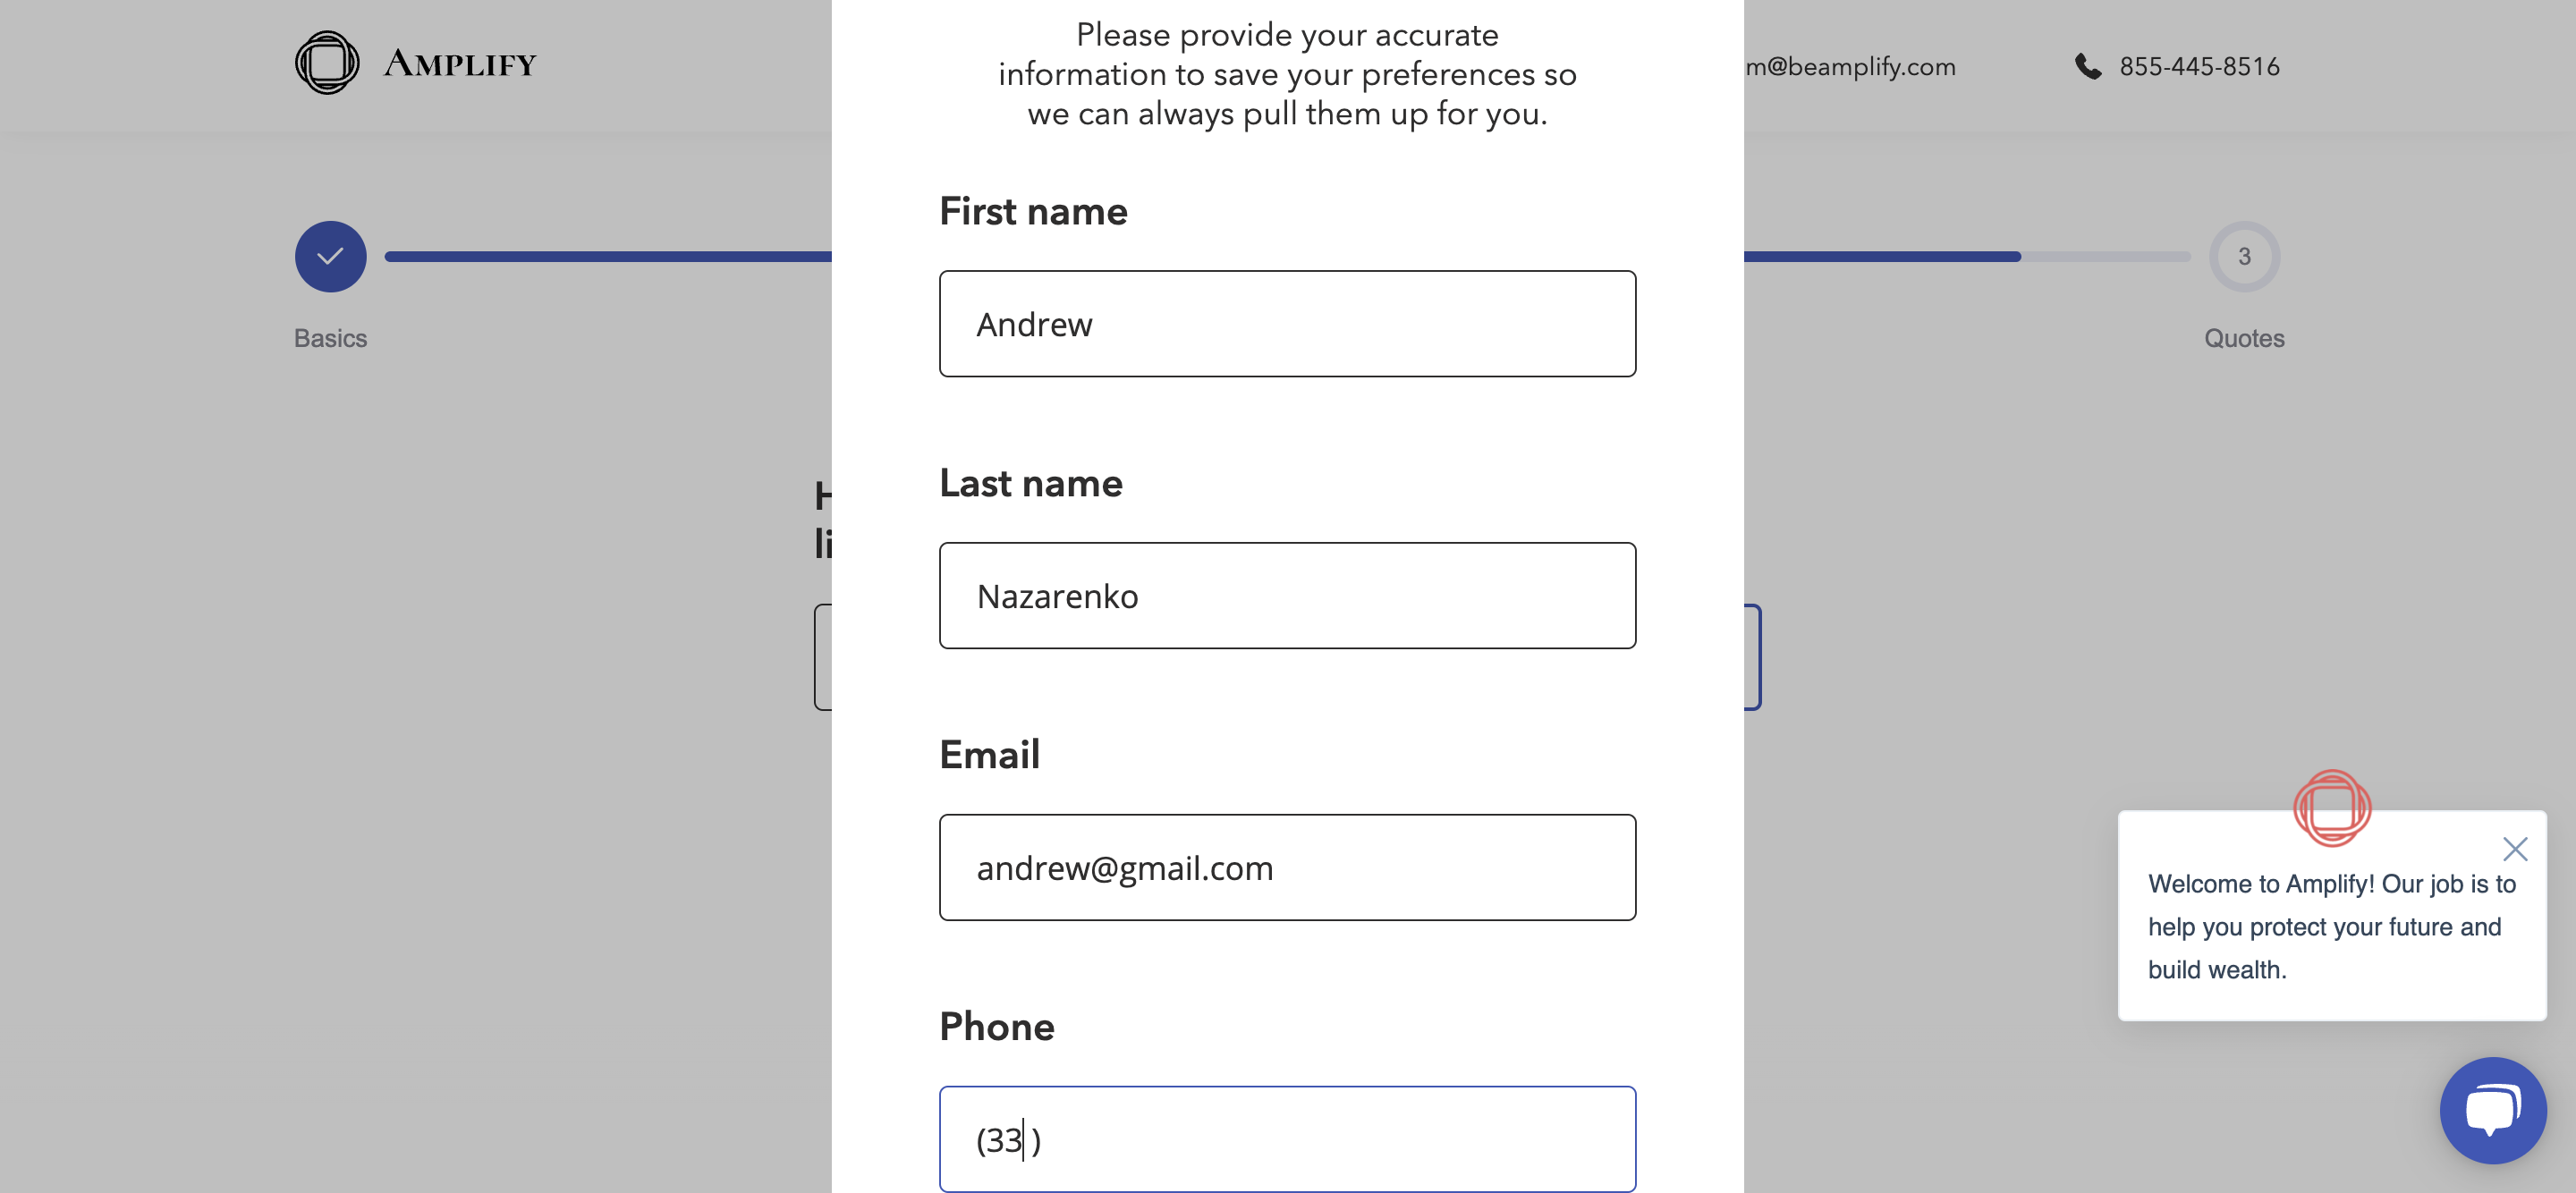 AMPLIFY
m@beamplify.com
855-445-8516
Please provide your accurate
information to save your preferences so
we can always pull them up for you.
3
Basics
Quotes
First name
Andrew
Last name
Nazarenko
Email
andrew@gmail.com
Phone
(33 )
Welcome to Amplify! Our job is to
help you protect your future and
build wealth.